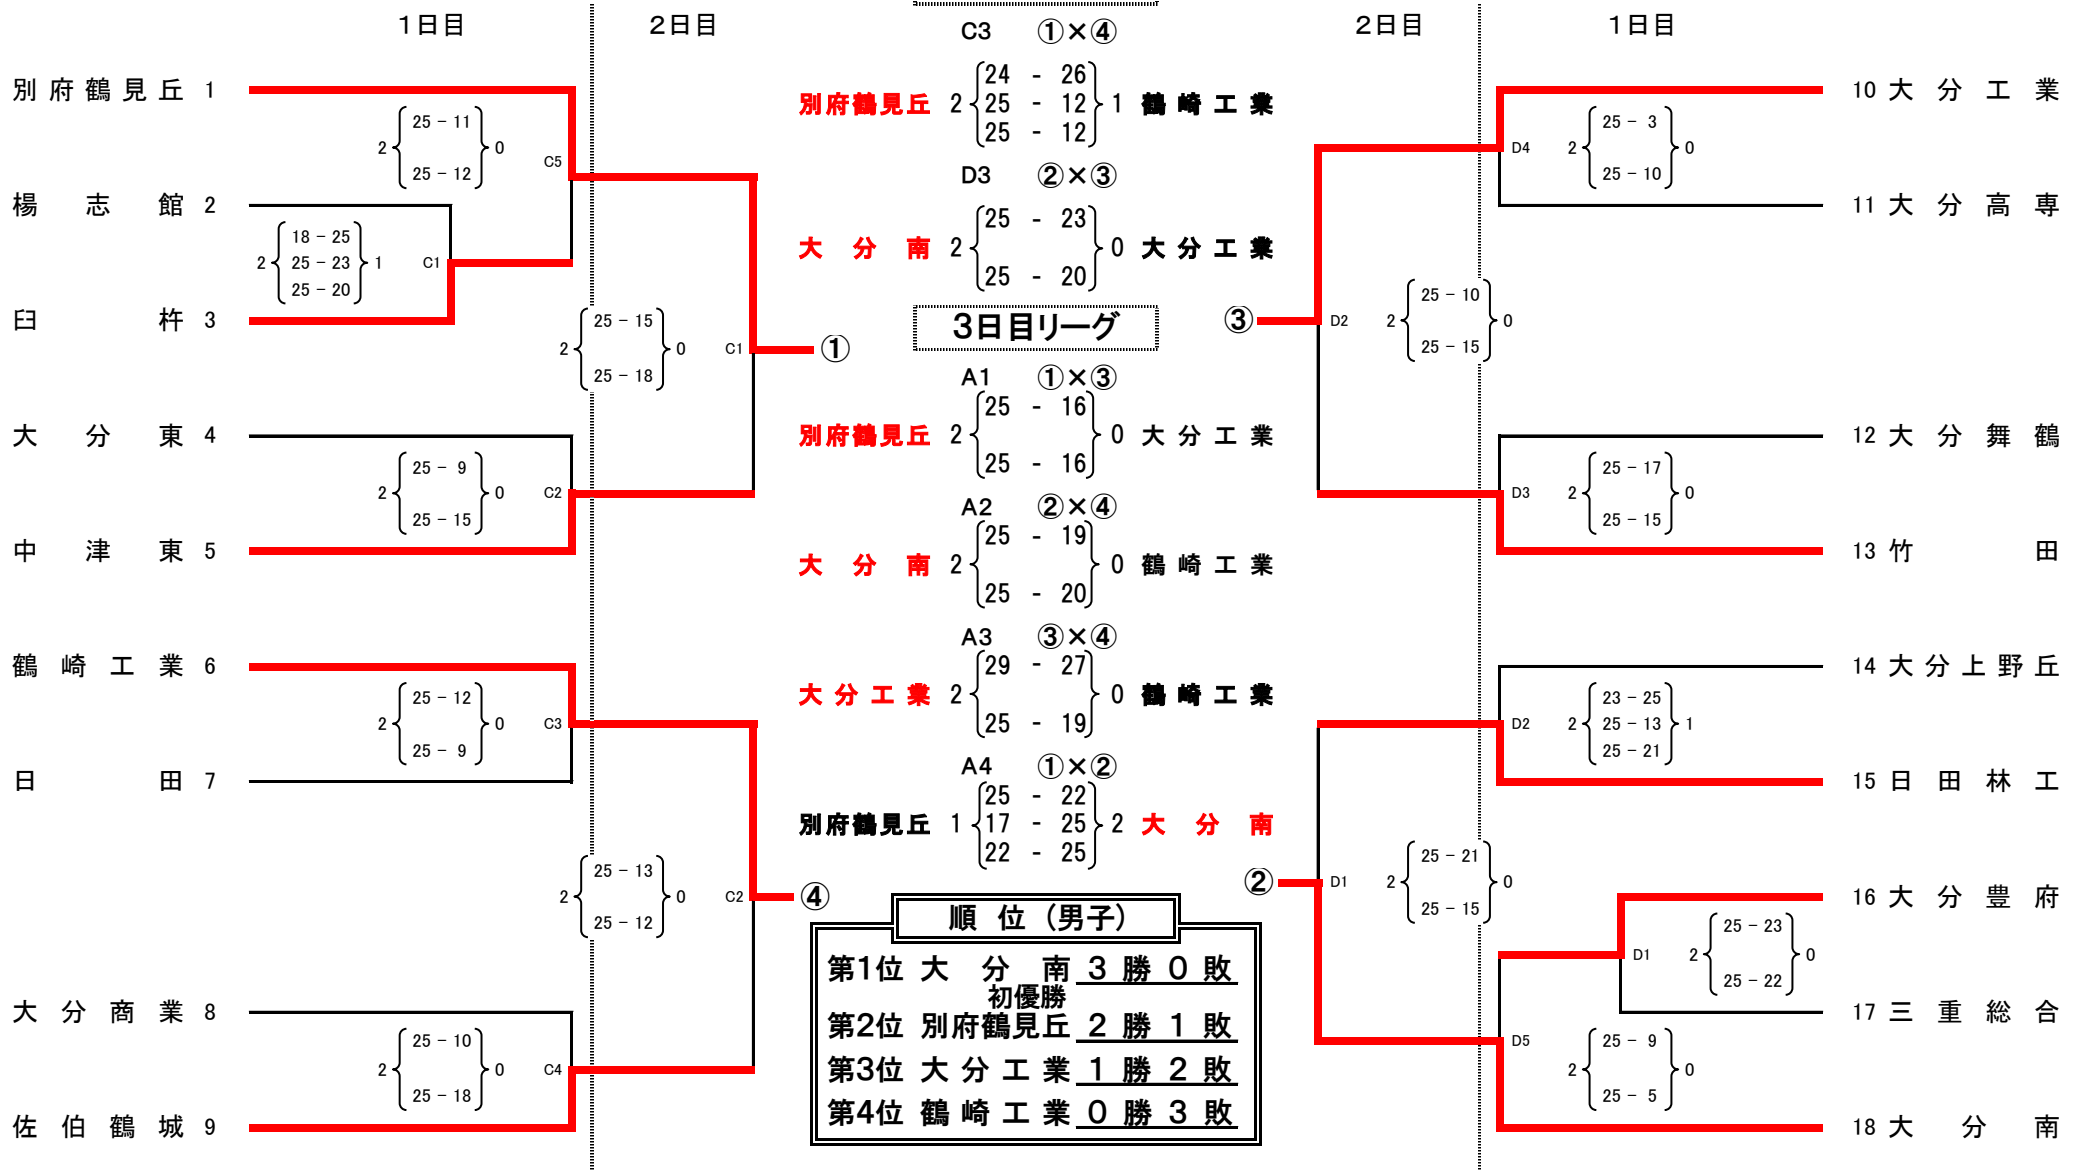 1日目
2日目
別府鶴見丘 1
2 25 - 11 0
25 - 12
C5
楊志館 2
18 - 25
2 25 - 23 1
25 - 20
C1
臼杵 3
25 - 15
2 0
25 - 18
C1
①
大分東 4
25 - 9
2 0
25 - 15
C2
中津東 5
鶴崎工業 6
25 - 12
2 0
25 - 9
C3
日田 7
25 - 13
2 0
25 - 12
C2
④
大分商業 8
25 - 10
2 0
25 - 18
C4
佐伯鶴城 9
C3 ①×④
24 - 26
別府鶴見丘 2 25 - 12 1 鶴崎工業
25 - 12
D3 ②×③
25 - 23
大分南 2 0 大分工業
25 - 20
3日目リーグ
A1 ①×③
25 - 16
別府鶴見丘 2 0 大分工業
25 - 16
A2 ②×④
25 - 19
大分南 2 0 鶴崎工業
25 - 20
A3 ③×④
29 - 27
大分工業 2 0 鶴崎工業
25 - 19
A4 ①×②
25 - 22
別府鶴見丘 1 17 - 25 2 大分南
22 - 25
順位（男子）
第1位 大分南 3勝0敗
初優勝
第2位 別府鶴見丘 2勝1敗
第3位 大分工業 1勝2敗
第4位 鶴崎工業 0勝3敗
2日目
1日目
10 大分工業
25 - 3
D4 2 0
25 - 10
11 大分高専
③
25 - 10
D2 2 0
25 - 15
12 大分舞鶴
25 - 17
D3 2 0
25 - 15
13 竹田
14 大分上野丘
23 - 25
D2 2 25 - 13 1
25 - 21
15 日田林工
②
25 - 21
D1 2 0
25 - 15
16 大分豊府
25 - 23
D1 2 0
25 - 22
17 三重総合
25 - 9
D5 2 0
25 - 5
18 大分南